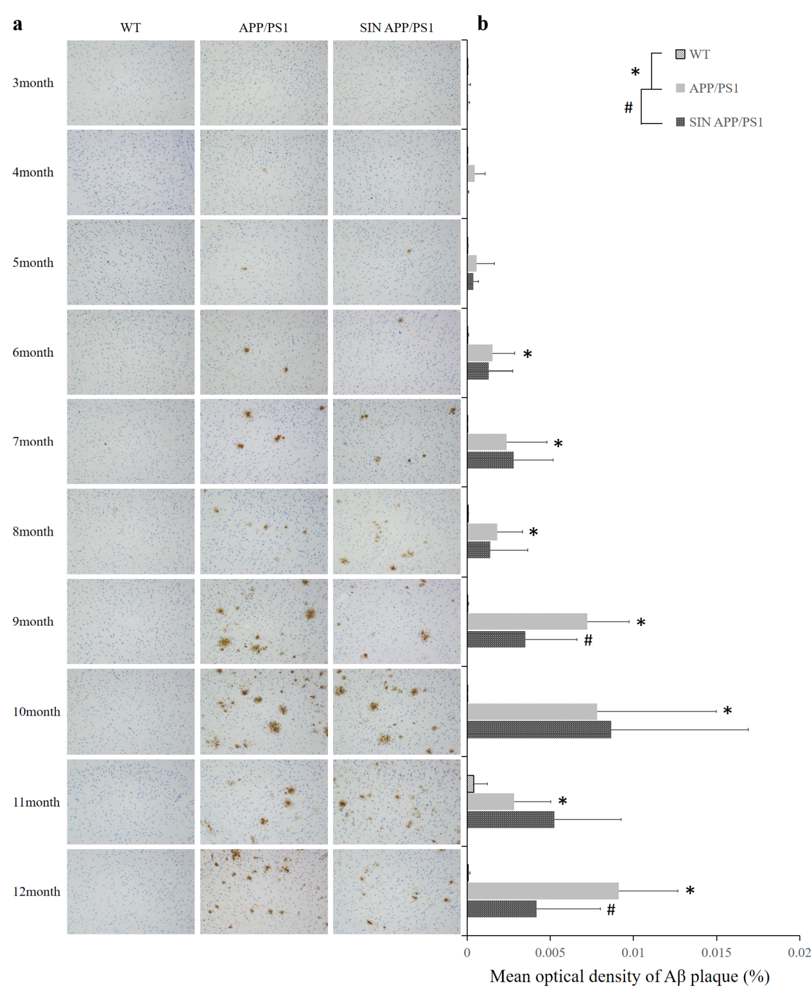 a
b
WT
APP/PS1
SIN APP/PS1
WT
*
APP/PS1
#
SIN APP/PS1
3month
4month
5month
6month
*
7month
*
8month
*
9month
*
#
10month
*
11month
*
12month
*
#
0
0.005
0.01
0.015
0.02
Mean optical density of Aβ plaque (%)